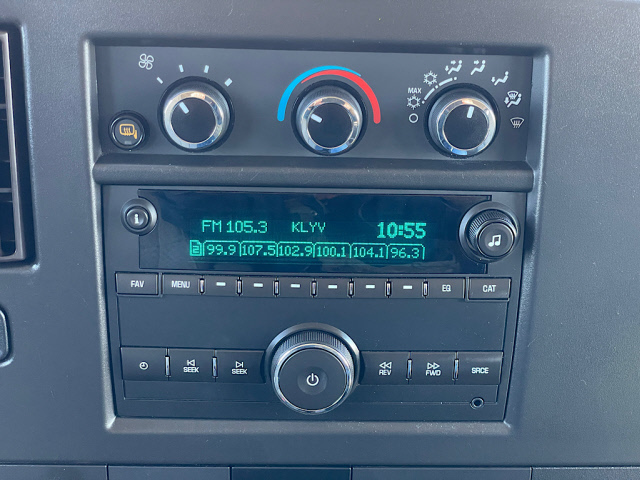 MAX
FM 105.3 KLYV 10:55
2 99.9 107.5 102.9 100.1 104.1 96.3
FAV MENU EQ CAT
SEEK SEEK REV FWD SRCE